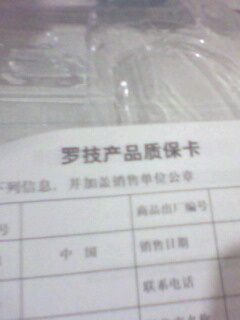 罗技产品质保卡
下列信息，并加盖销售单位公章
号 商品出厂编号
中 国 销售日期
联系电话